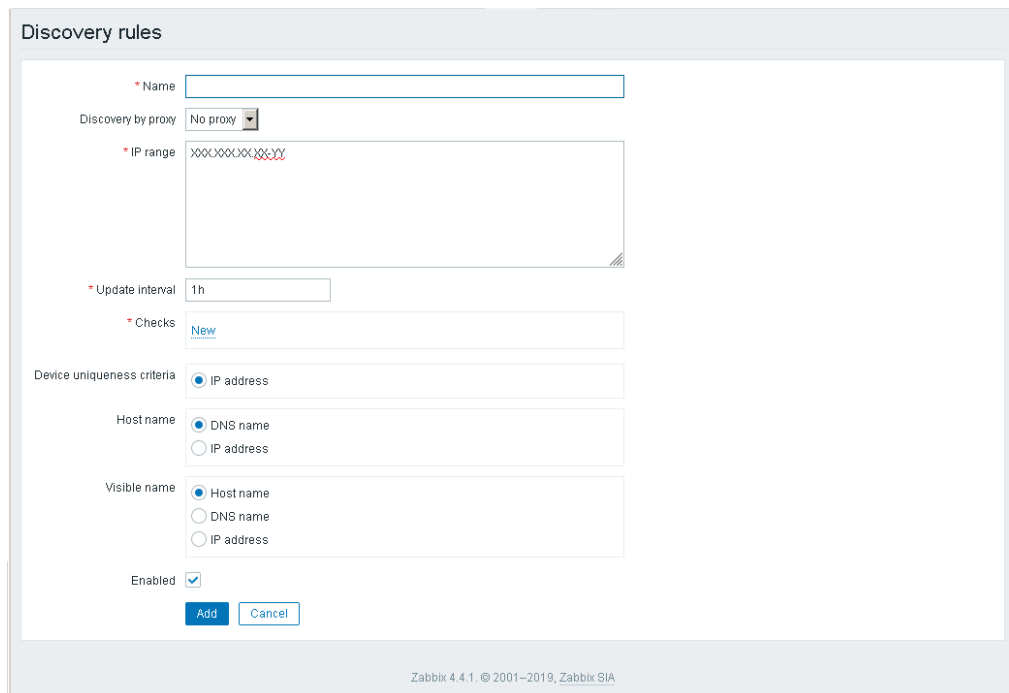 Discovery rules
* Name
Discovery by proxy No proxy
* IP range XXX.XXX.XX.XX-YY
* Update interval 1h
* Checks
New
Device uniqueness criteria
IP address
Host name
DNS name
IP address
Visible name
Host name
DNS name
IP address
Enabled
Add Cancel
Zabbix 4.4.1. © 2001–2019, Zabbix SIA